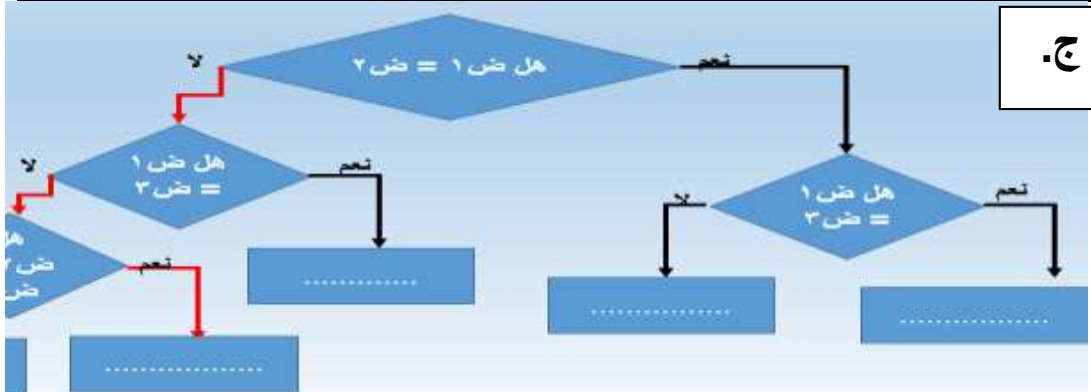 ج.
هل ض١ = ض٢
نعم
لا
هل ض١
= ض٣
نعم
لا
هل ض١
= ض٣
نعم
لا
................
................
.............
نعم
..................